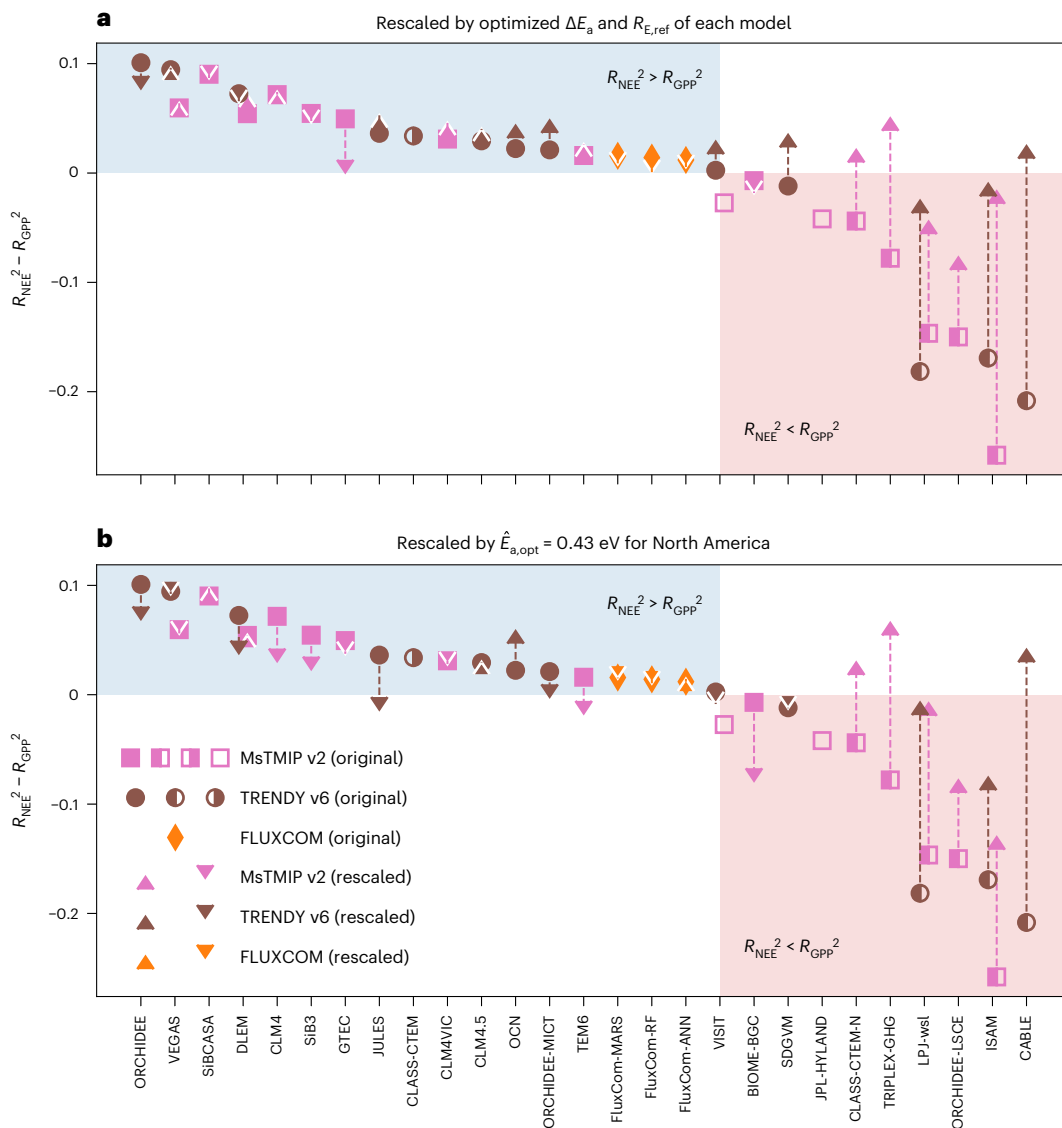 a
Rescaled by optimized ΔEa and RE,ref of each model
RNEE² > RGPP²
0.1
0
−0.1
−0.2
RNEE² − RGPP²
RNEE² < RGPP²
b
Rescaled by Êa,opt = 0.43 eV for North America
RNEE² > RGPP²
0.1
0
−0.1
−0.2
RNEE² − RGPP²
MsTMIP v2 (original)
TRENDY v6 (original)
FLUXCOM (original)
MsTMIP v2 (rescaled)
TRENDY v6 (rescaled)
FLUXCOM (rescaled)
RNEE² < RGPP²
ORCHIDEE
VEGAS
SiBCASA
DLEM
CLM4
SiB3
GTEC
JULES
CLASS-CTEM
CLM4VIC
CLM4.5
OCN
ORCHIDEE-MICT
TEM6
FluxCom-MARS
FluxCom-RF
FluxCom-ANN
VISIT
BIOME-BGC
SDGVM
JPL-HYLAND
CLASS-CTEM-N
TRIPLEX-GHG
LPJ-wsl
ORCHIDEE-LSCE
ISAM
CABLE